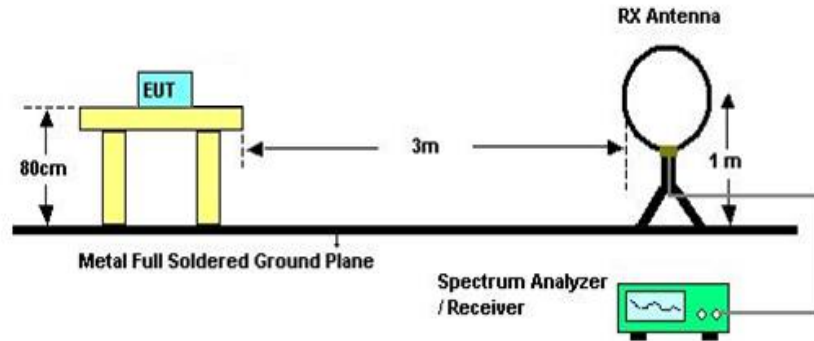 RX Antenna
EUT
3m
80cm
1 m
Metal Full Soldered Ground Plane
Spectrum Analyzer
/ Receiver